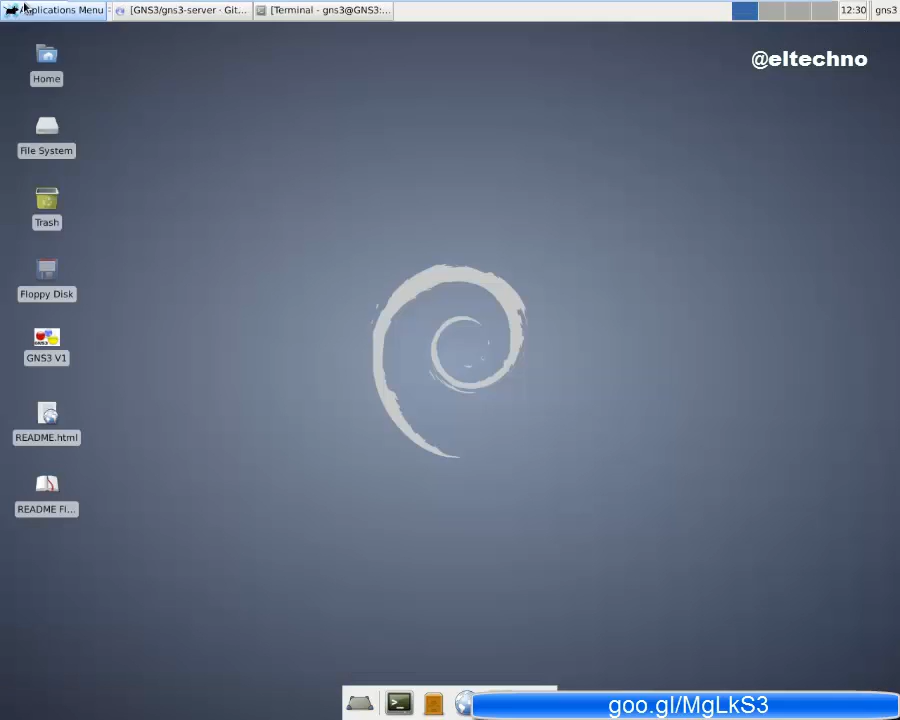 Applications Menu
[GNS3/gns3-server · Git...
[Terminal - gns3@GNS3:...
12:30
gns3
@eltechno
Home
File System
Trash
Floppy Disk
GNS3 V1
README.html
README FI...
goo.gl/MgLkS3